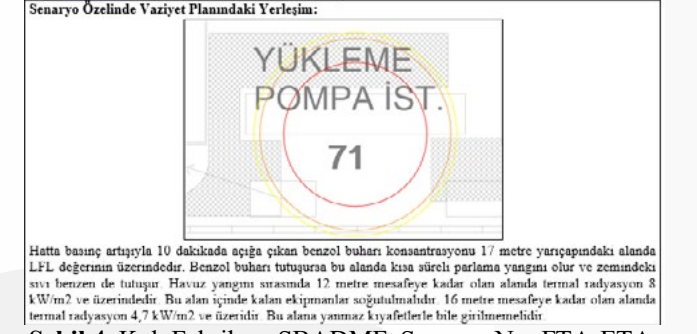 Senaryo Özelinde Vaziyet Planındaki Yerleşim:
YÜKLEME
POMPA İST.
71
Hatta basınç artışıyla 10 dakikada açığa çıkan benzol buharı konsantrasyonu 17 metre yarıçapındaki alanda
LFL değerinin üzerindedir. Benzol buharı tutuşursa bu alanda kısa süreli parlama yangını olur ve zemindeki
sıvı benzen de tutuşur. Havuz yangını sırasında 12 metre mesafeye kadar olan alanda termal radyasyon 8
kW/m2 ve üzerindedir. Bu alan içinde kalan ekipmanlar soğutulmalıdır. 16 metre mesafeye kadar olan alanda
termal radyasyon 4,7 kW/m2 ve üzeridir. Bu alana yanmaz kıyafetlerle bile girilmemelidir.